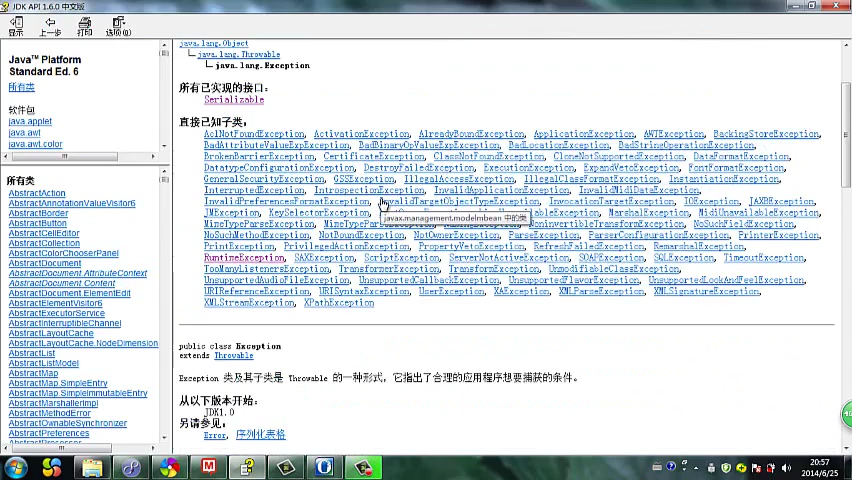 JDK API 1.6.0 中文版
显示 上一步 打印 选项(O)
Java™ Platform
Standard Ed. 6
所有类
软件包
java.applet
java.awt
java.awt.color
所有类
AbstractAction
AbstractAnnotationValueVisitor6
AbstractBorder
AbstractButton
AbstractCellEditor
AbstractCollection
AbstractColorChooserPanel
AbstractDocument
AbstractDocument.AttributeContext
AbstractDocument.Content
AbstractDocument.ElementEdit
AbstractElementVisitor6
AbstractExecutorService
AbstractInterruptibleChannel
AbstractLayoutCache
AbstractLayoutCache.NodeDimensions
AbstractList
AbstractListModel
AbstractMap
AbstractMap.SimpleEntry
AbstractMap.SimpleImmutableEntry
AbstractMarshallerImpl
AbstractMethodError
AbstractOwnableSynchronizer
AbstractPreferences
java.lang.Object
java.lang.Throwable
java.lang.Exception
所有已实现的接口:
Serializable
直接已知子类:
AclNotFoundException, ActivationException, AlreadyBoundException, ApplicationException, AWTException, BackingStoreException,
BadAttributeValueExpException, BadBinaryOpValueExpException, BadLocationException, BadStringOperationException,
BrokenBarrierException, CertificateException, ClassNotFoundException, CloneNotSupportedException, DataFormatException,
DatatypeConfigurationException, DestroyFailedException, ExecutionException, ExpandVetoException, FontFormatException,
GeneralSecurityException, GSSException, IllegalAccessException, IllegalClassFormatException, InstantiationException,
InterruptedException, IntrospectionException, InvalidApplicationException, InvalidMidiDataException,
InvalidPreferencesFormatException, InvalidTargetObjectTypeException, InvocationTargetException, IOException, JAXBException,
JMException, KeySelectorException, MarshalException, MidiUnavailableException,
javax.management.modelmbean 中的类
MimeTypeParseException, MimeTypeParseException, NoninvertibleTransformException, NoSuchFieldException,
NoSuchMethodException, NotBoundException, NotOwnerException, ParseException, ParserConfigurationException, PrinterException,
PrintException, PrivilegedActionException, PropertyVetoException, RefreshFailedException, RemarshalException,
RuntimeException, SAXException, ScriptException, ServerNotActiveException, SOAPException, SQLException, TimeoutException,
TooManyListenersException, TransformerException, TransformException, UnmodifiableClassException,
UnsupportedAudioFileException, UnsupportedCallbackException, UnsupportedFlavorException, UnsupportedLookAndFeelException,
URIReferenceException, URISyntaxException, UserException, XAException, XMLParseException, XMLSignatureException,
XMLStreamException, XPathException
public class Exception
extends Throwable
Exception 类及其子类是 Throwable 的一种形式，它指出了合理的应用程序想要捕获的条件。
从以下版本开始:
JDK1.0
另请参见:
Error, 序列化表格
20:57
2014/6/25